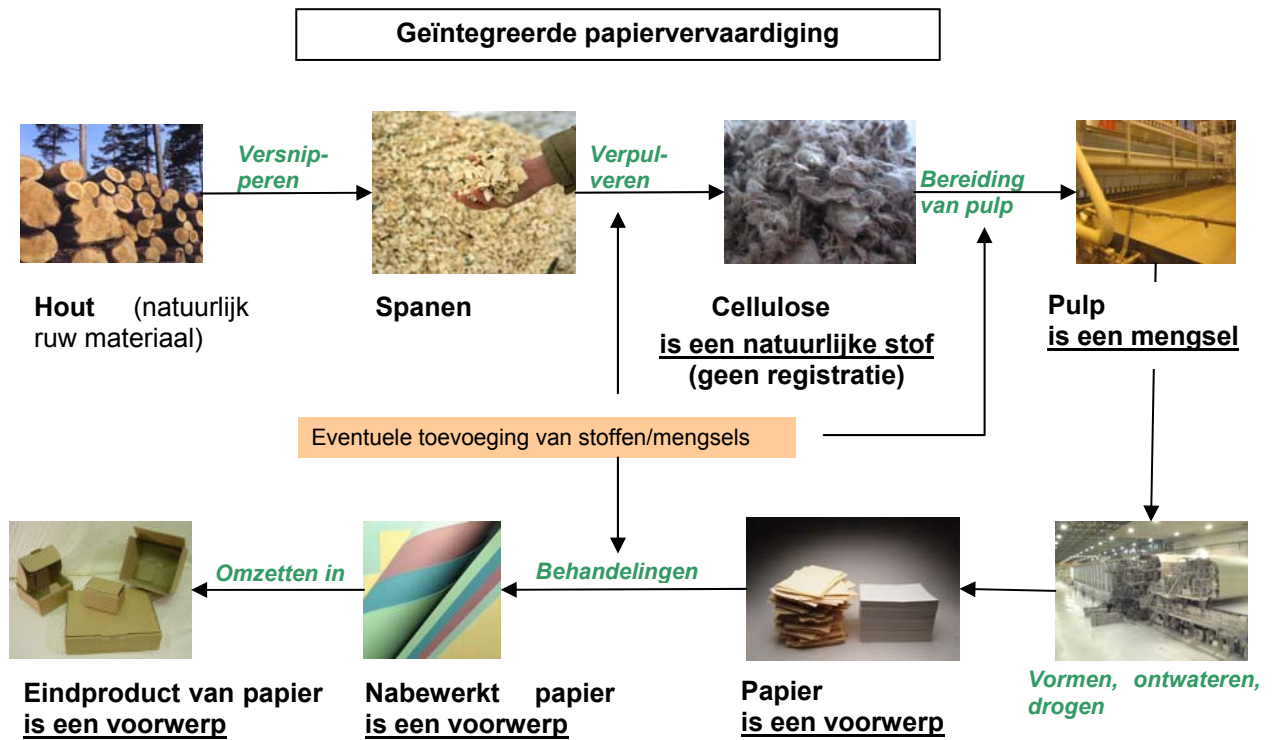 Geïntegreerde papiervervaardiging
Versnip-
peren
Verpul-
veren
Bereiding
van pulp
Hout (natuurlijk
ruw materiaal)
Spanen
Cellulose
is een natuurlijke stof
(geen registratie)
Pulp
is een mengsel
Eventuele toevoeging van stoffen/mengsels
Omzetten in
Behandelingen
Vormen, ontwateren,
drogen
Eindproduct van papier
is een voorwerp
Nabewerkt papier
is een voorwerp
Papier
is een voorwerp